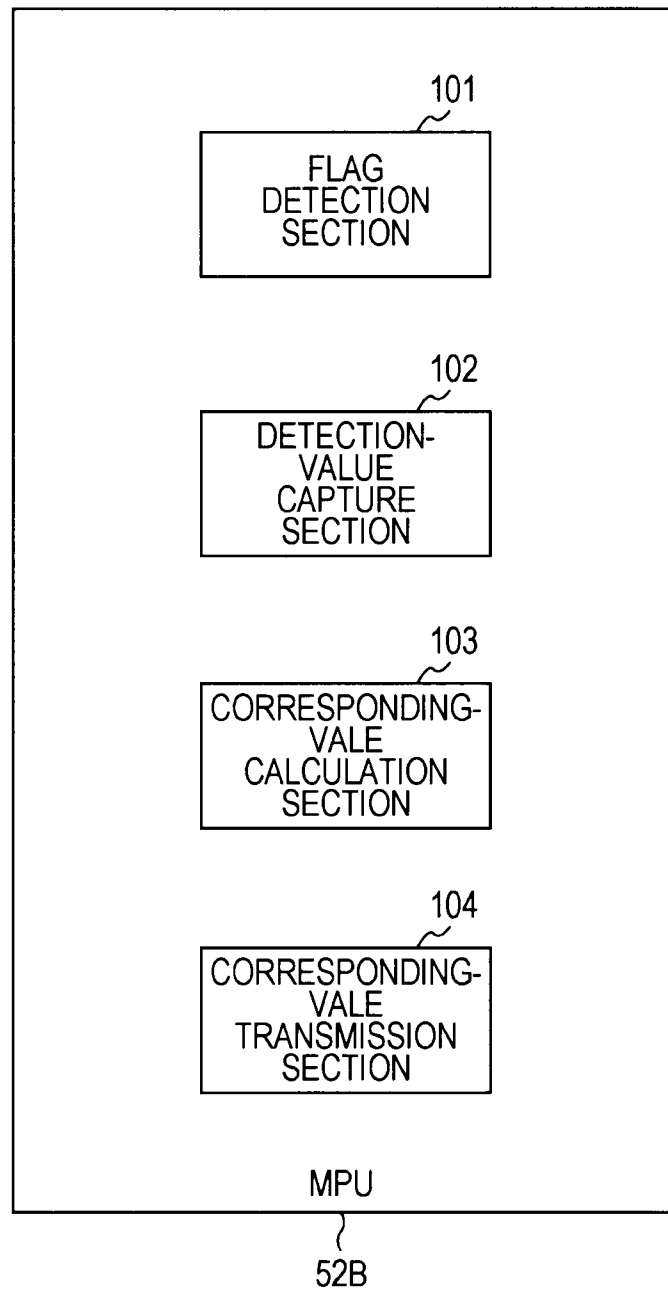 101
FLAG
DETECTION
SECTION
102
DETECTION-
VALUE
CAPTURE
SECTION
103
CORRESPONDING-
VALE
CALCULATION
SECTION
104
CORRESPONDING-
VALE
TRANSMISSION
SECTION
MPU
52B